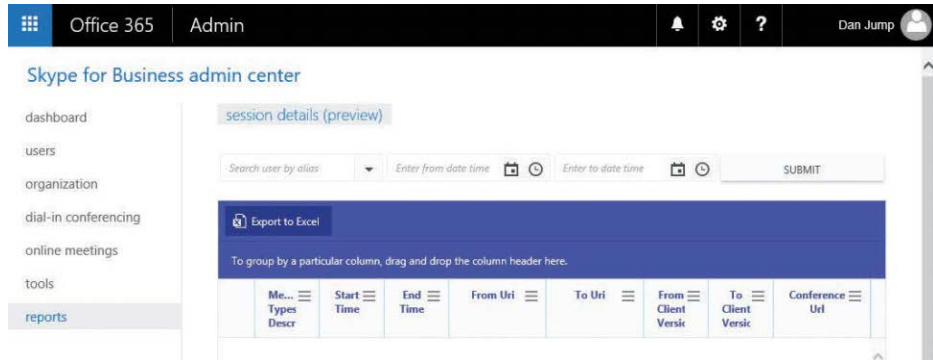 Office 365 Admin ? Dan Jump
Skype for Business admin center
dashboard
users
organization
dial-in conferencing
online meetings
tools
reports
session details (preview)
Search user by alias Enter from date time Enter to date time SUBMIT
Export to Excel
To group by a particular column, drag and drop the column header here.
Me... Start End From Uri To Uri From To Conference
Types Time Time Client Client Url
Descr Versic Versic